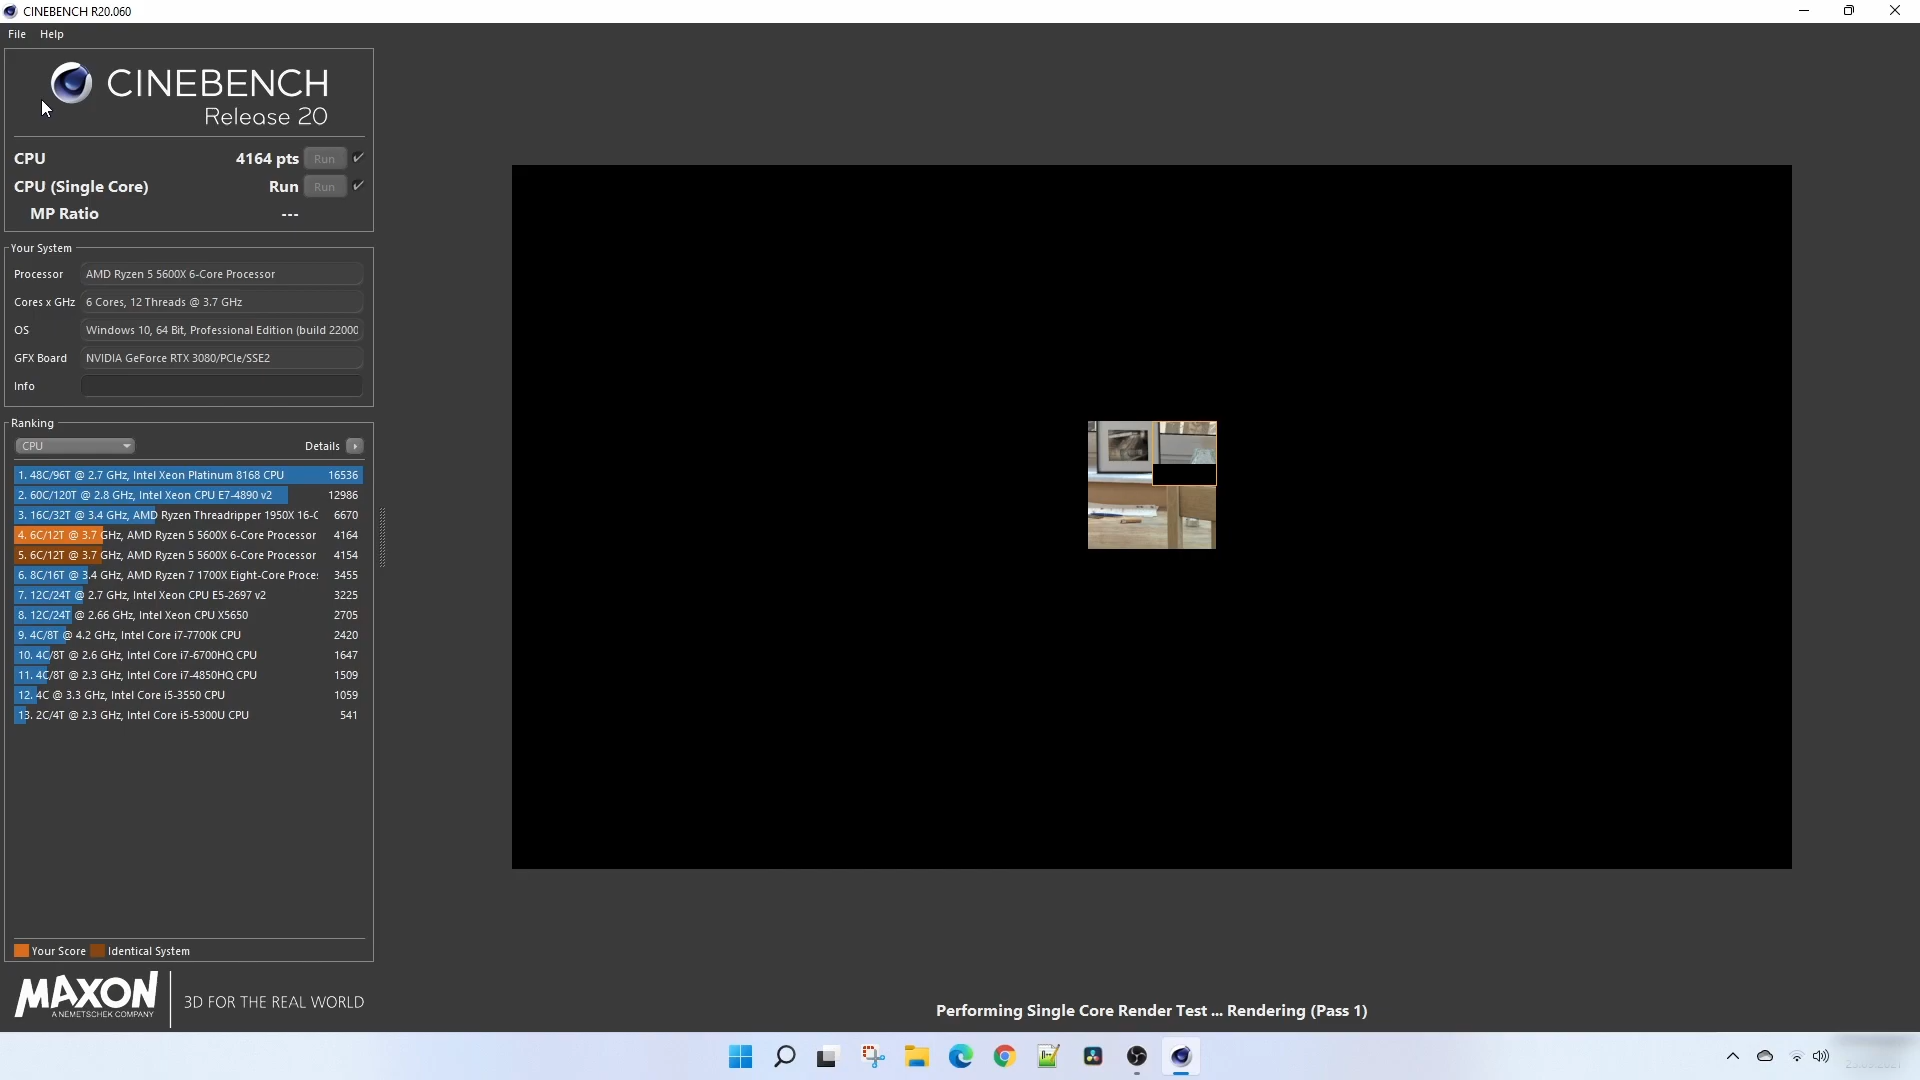 CINEBENCH R20.060
File Help
CINEBENCH
Release 20
CPU 4164 pts Run
CPU (Single Core) Run Run
MP Ratio ---
Your System
Processor AMD Ryzen 5 5600X 6-Core Processor
Cores x GHz 6 Cores, 12 Threads @ 3.7 GHz
OS Windows 10, 64 Bit, Professional Edition (build 22000
GFX Board NVIDIA GeForce RTX 3080/PCIe/SSE2
Info
Ranking
CPU Details
1. 48C/96T @ 2.7 GHz, Intel Xeon Platinum 8168 CPU 16536
2. 60C/120T @ 2.8 GHz, Intel Xeon CPU E7-4890 v2 12986
3. 16C/32T @ 3.4 GHz, AMD Ryzen Threadripper 1950X 16-C 6670
4. 6C/12T @ 3.7 GHz, AMD Ryzen 5 5600X 6-Core Processor 4164
5. 6C/12T @ 3.7 GHz, AMD Ryzen 5 5600X 6-Core Processor 4154
6. 8C/16T @ 3.4 GHz, AMD Ryzen 7 1700X Eight-Core Proce: 3455
7. 12C/24T @ 2.7 GHz, Intel Xeon CPU E5-2697 v2 3225
8. 12C/24T @ 2.66 GHz, Intel Xeon CPU X5650 2705
9. 4C/8T @ 4.2 GHz, Intel Core i7-7700K CPU 2420
10. 4C/8T @ 2.6 GHz, Intel Core i7-6700HQ CPU 1647
11. 4C/8T @ 2.3 GHz, Intel Core i7-4850HQ CPU 1509
12. 4C @ 3.3 GHz, Intel Core i5-3550 CPU 1059
13. 2C/4T @ 2.3 GHz, Intel Core i5-5300U CPU 541
Your Score Identical System
MAXON
A NEMETSCHEK COMPANY
3D FOR THE REAL WORLD
Performing Single Core Render Test ... Rendering (Pass 1)